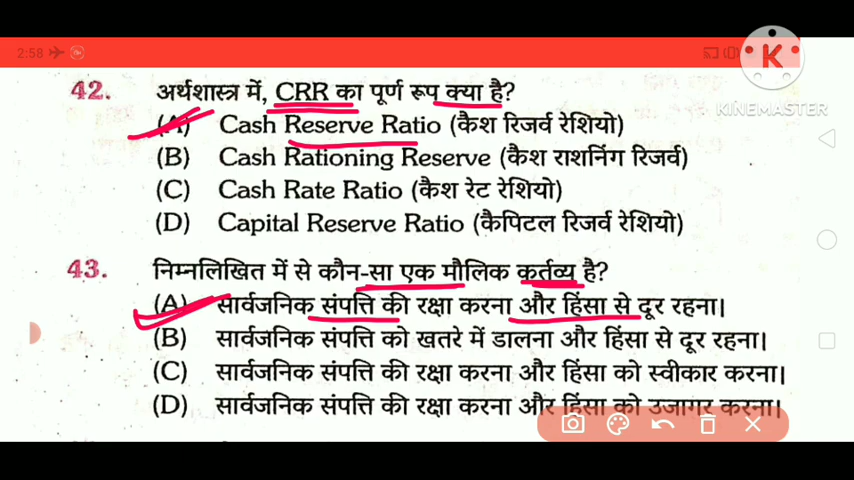 2:58
K
KINEMASTER
42. अर्थशास्त्र में, CRR का पूर्ण रूप क्या है?
(A) Cash Reserve Ratio (कैश रिजर्व रेशियो)
(B) Cash Rationing Reserve (कैश राशनिंग रिजर्व)
(C) Cash Rate Ratio (कैश रेट रेशियो)
(D) Capital Reserve Ratio (कैपिटल रिजर्व रेशियो)
43. निम्नलिखित में से कौन-सा एक मौलिक कर्तव्य है?
(A) सार्वजनिक संपत्ति की रक्षा करना और हिंसा से दूर रहना।
(B) सार्वजनिक संपत्ति को खतरे में डालना और हिंसा से दूर रहना।
(C) सार्वजनिक संपत्ति की रक्षा करना और हिंसा को स्वीकार करना।
(D) सार्वजनिक संपत्ति की रक्षा करना और हिंसा को उजागर करना।